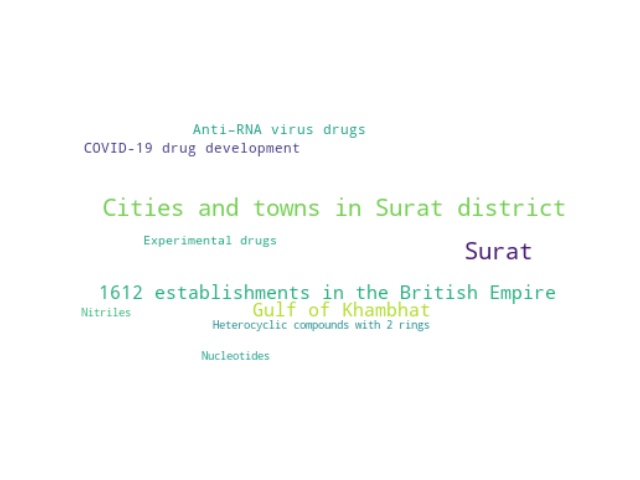 Anti-RNA virus drugs
COVID-19 drug development
Cities and towns in Surat district
Experimental drugs
Surat
1612 establishments in the British Empire
Gulf of Khambhat
Nitriles
Heterocyclic compounds with 2 rings
Nucleotides